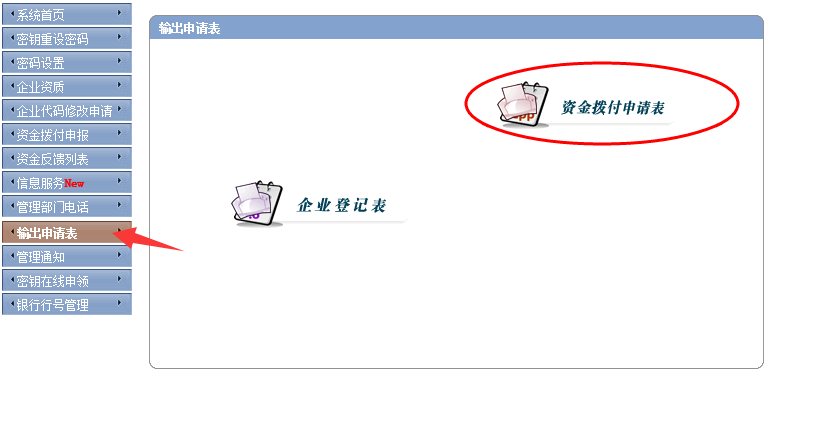 系统首页
密钥重设密码
密码设置
企业资质
企业代码修改申请
资金拨付申报
资金反馈列表
信息服务New
管理部门电话
输出申请表
管理通知
密钥在线申领
银行行号管理
输出申请表
资金拨付申请表
企业登记表